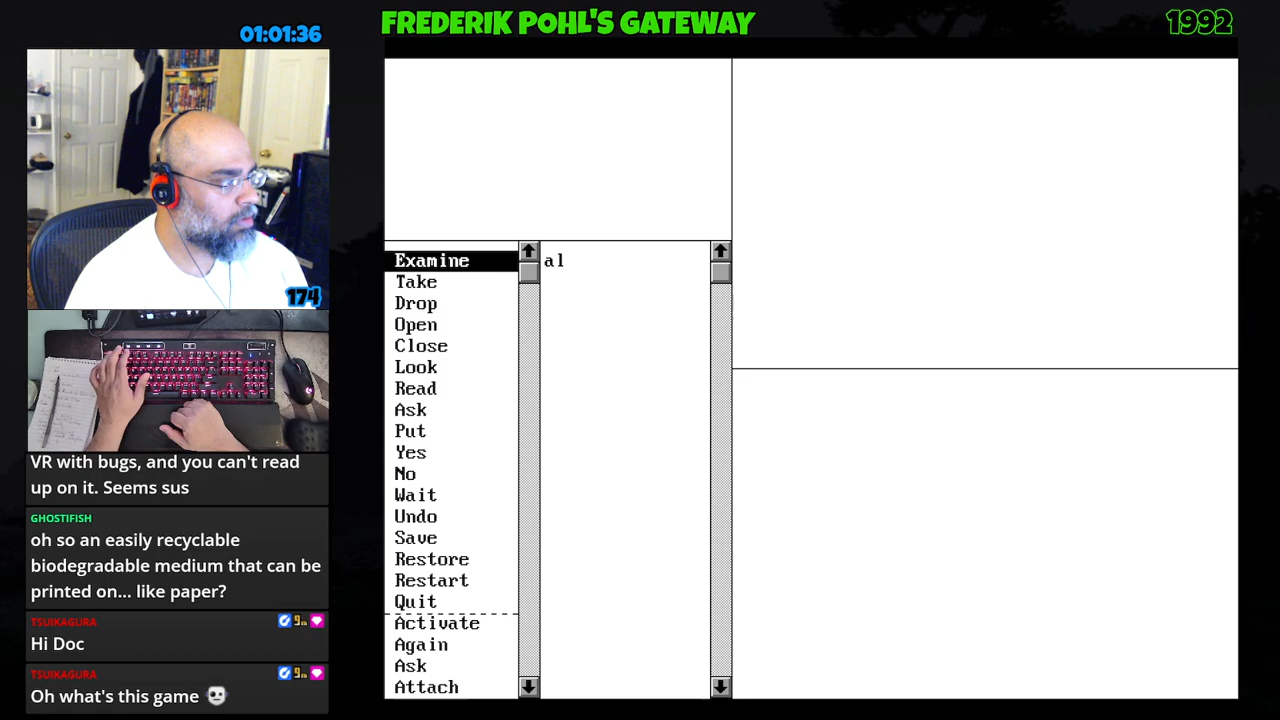 01:01:36
FREDERIK POHL'S GATEWAY
1992
174
VR with bugs, and you can't read
up on it. Seems sus
GHOSTIFISH
oh so an easily recyclable
biodegradable medium that can be
printed on... like paper?
TSUIKAGURA
Hi Doc
TSUIKAGURA
Oh what's this game
Examine
Take
Drop
Open
Close
Look
Read
Ask
Put
Yes
No
Wait
Undo
Save
Restore
Restart
Quit
Activate
Again
Ask
Attach
al